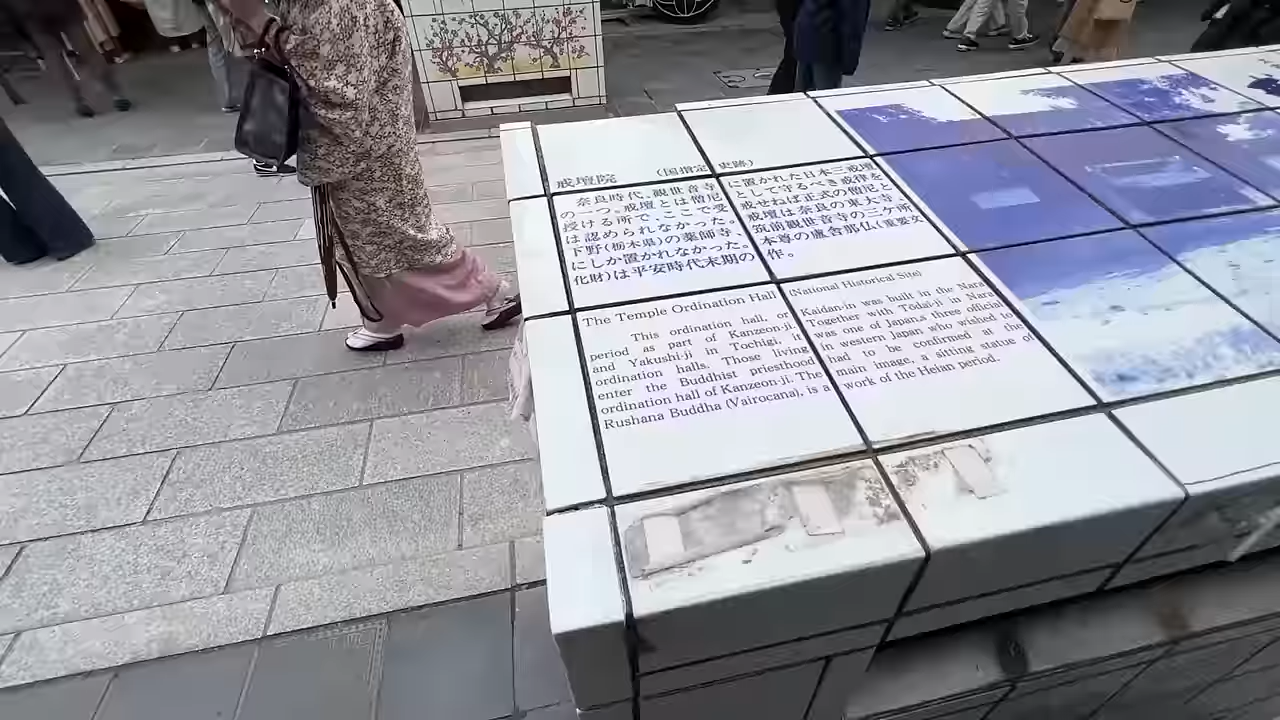 戒壇院 (国指定 史跡)
奈良時代、観世音寺に置かれた日本三戒壇
の一つ。戒壇とは僧尼として守るべき戒律を
授ける所で、ここで受戒せねば正式の僧尼と
は認められなかった。戒壇は奈良の東大寺、
下野(栃木県)の薬師寺、筑前観世音寺の三ケ所
にしか置かれなかった。本尊の盧舎那仏(重要文
化財)は平安時代末期の作。
The Temple Ordination Hall (National Historical Site)
This ordination hall, or Kaidan-in was built in the Nara
period as part of Kanzeon-ji. Together with Tōdai-ji in Nara
and Yakushi-ji in Tochigi, it was one of Japan,s three official
ordination halls. Those living in western Japan who wished to
enter the Buddhist priesthood had to be confirmed at the
ordination hall of Kanzeon-ji. The main image, a sitting statue of
Rushana Buddha (Vairocana), is a work of the Heian period.